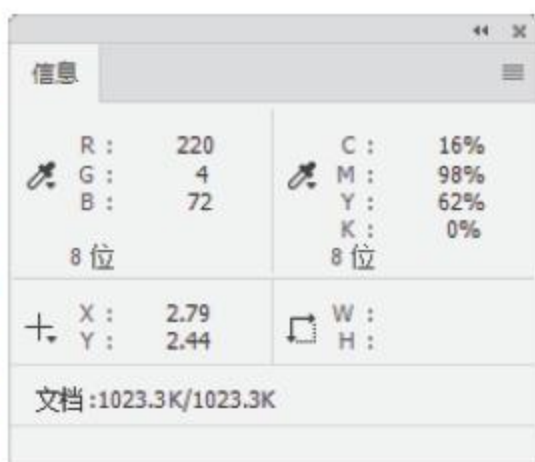 信息
R : 220
G : 4
B : 72
8 位
C : 16%
M : 98%
Y : 62%
K : 0%
8 位
X : 2.79
Y : 2.44
W :
H :
文档 :1023.3K/1023.3K